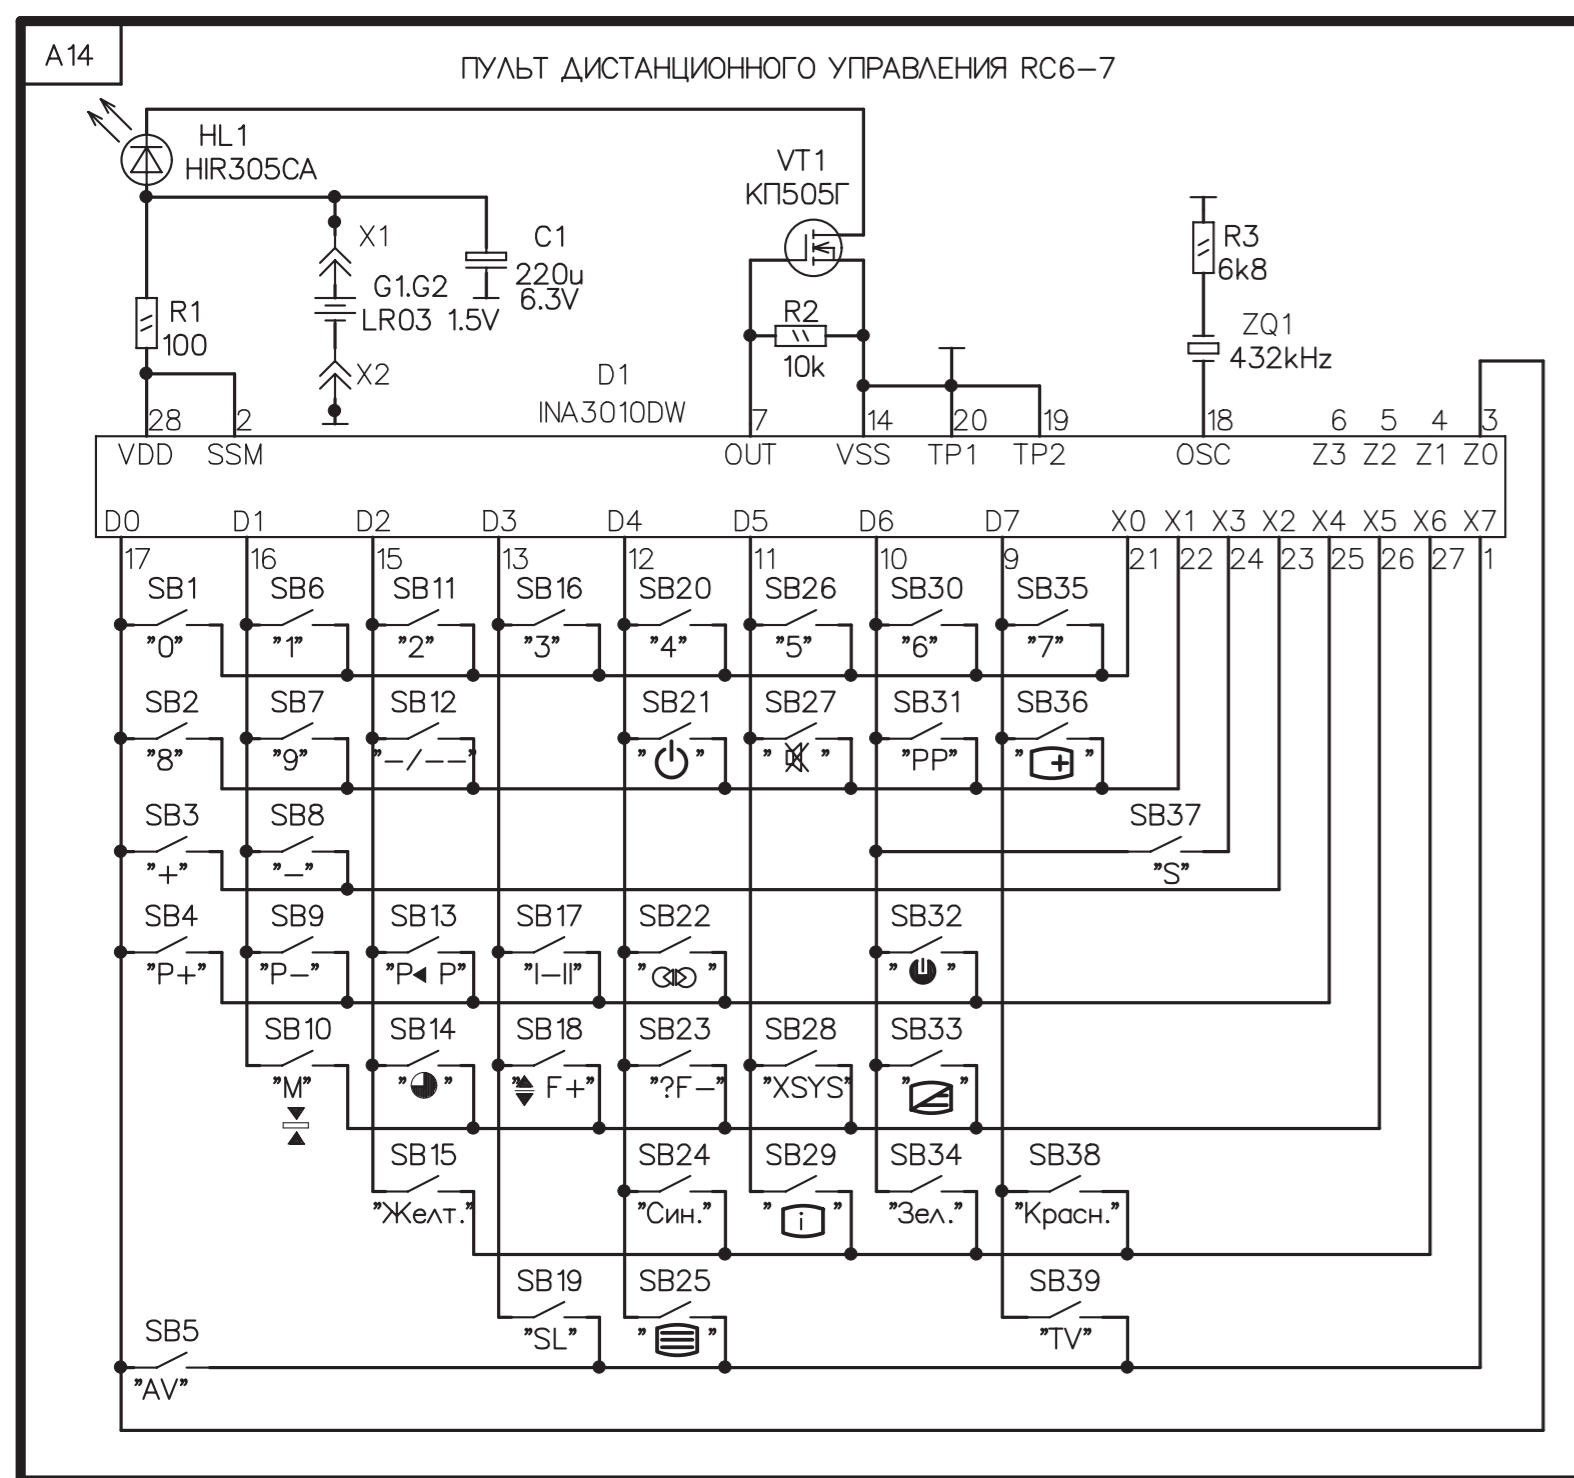 А14
ПУЛЬТ ДИСТАНЦИОННОГО УПРАВЛЕНИЯ RC6-7
HL1
HIR305CA
VT1
КП505Г
X1
C1
220u
6.3V
G1.G2
LR03 1.5V
R3
6k8
R1
100
R2
10k
ZQ1
432kHz
X2
D1
INA3010DW
28 2 7 14 20 19 18 6 5 4 3
VDD SSM OUT VSS TP1 TP2 OSC Z3 Z2 Z1 Z0
D0 D1 D2 D3 D4 D5 D6 D7 X0 X1 X3 X2 X4 X5 X6 X7
17 16 15 13 12 11 10 9 21 22 24 23 25 26 27 1
SB1 SB6 SB11 SB16 SB20 SB26 SB30 SB35
"0" "1" "2" "3" "4" "5" "6" "7"
SB2 SB7 SB12 SB21 SB27 SB31 SB36
"8" "9" "-/--" " " " " "PP" " "
SB3 SB8 SB37
"+" "-" "S"
SB4 SB9 SB13 SB17 SB22 SB32
"P+" "P-" "P◀ P" "I-II" " " " "
SB10 SB14 SB18 SB23 SB28 SB33
"M" " " " F+" "?F-" "XSYS" " "
SB15 SB24 SB29 SB34 SB38
"Желт." "Син." "i" "Зел." "Красн."
SB19 SB25 SB39
"SL" " " "TV"
SB5
"AV"